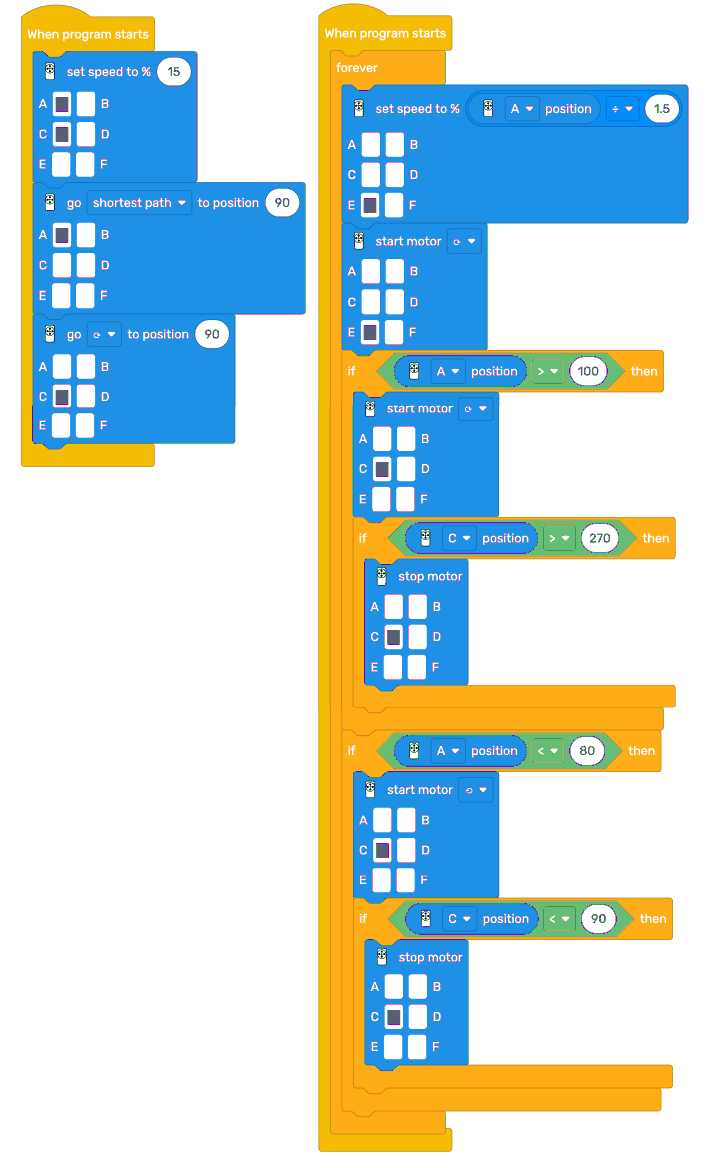 When program starts
set speed to % 15
A B
C D
E F
go shortest path to position 90
A B
C D
E F
go to position 90
A B
C D
E F
When program starts
forever
set speed to % A position ÷ 1.5
A B
C D
E F
start motor
A B
C D
E F
if A position > 100 then
start motor
A B
C D
E F
if C position > 270 then
stop motor
A B
C D
E F
if A position < 80 then
start motor
A B
C D
E F
if C position < 90 then
stop motor
A B
C D
E F